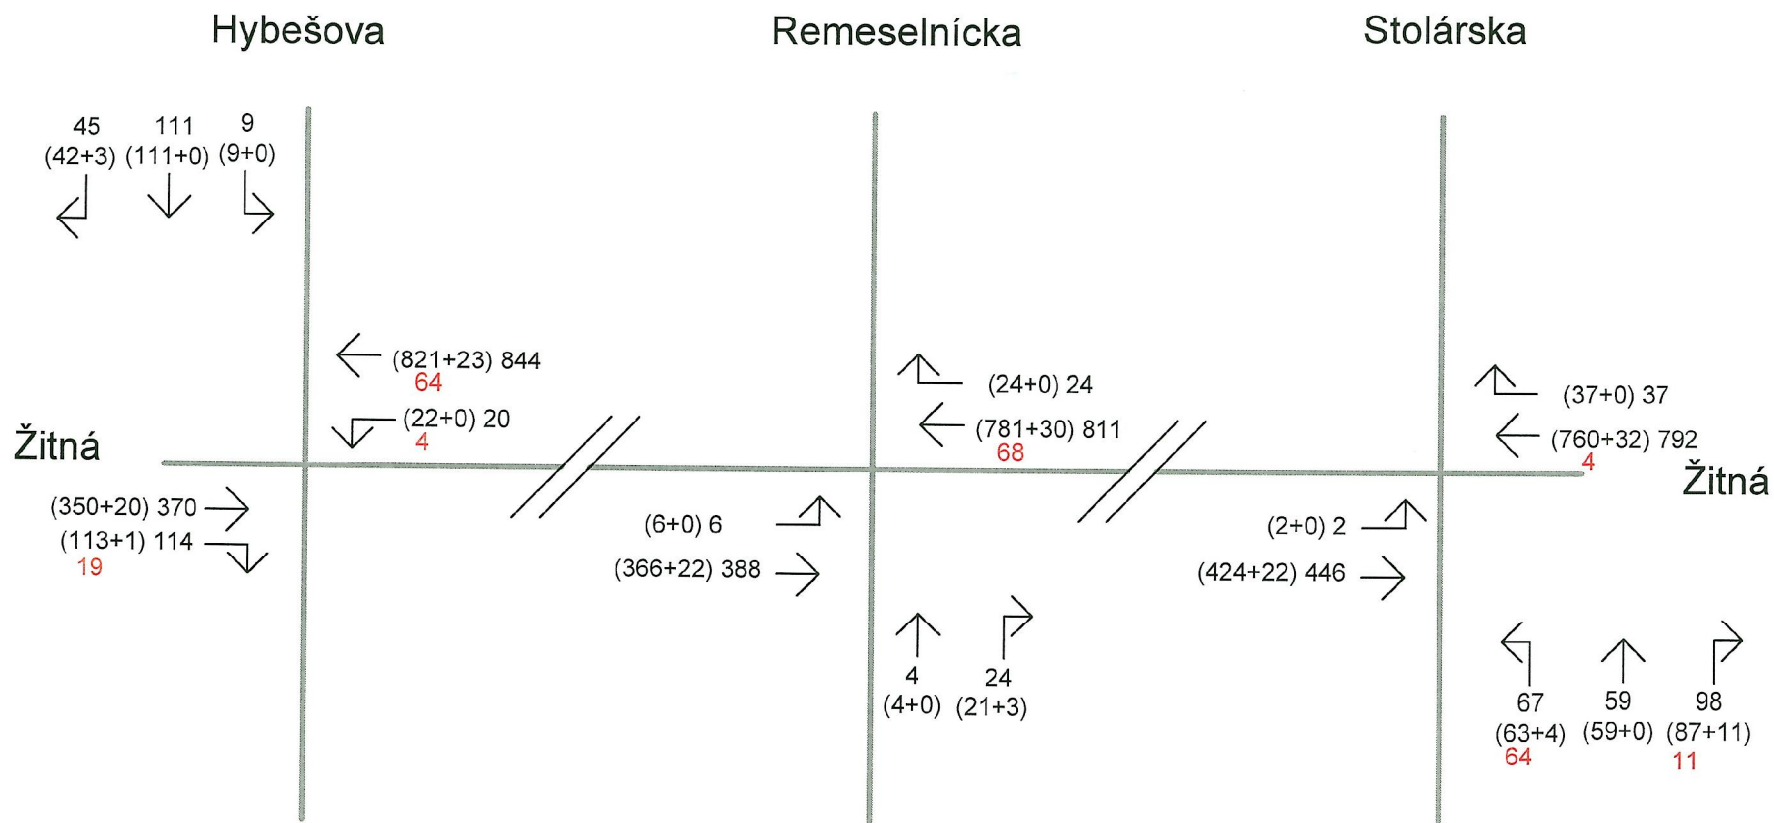 Hybešova
Remeselnícka
Stolárska
45 111 9
(42+3) (111+0) (9+0)
(821+23) 844
64
(22+0) 20
4
(24+0) 24
(781+30) 811
68
(37+0) 37
(760+32) 792
4
Žitná
Žitná
(350+20) 370
(113+1) 114
19
(6+0) 6
(366+22) 388
(2+0) 2
(424+22) 446
4 24
(4+0) (21+3)
67 59 98
(63+4) (59+0) (87+11)
64 11